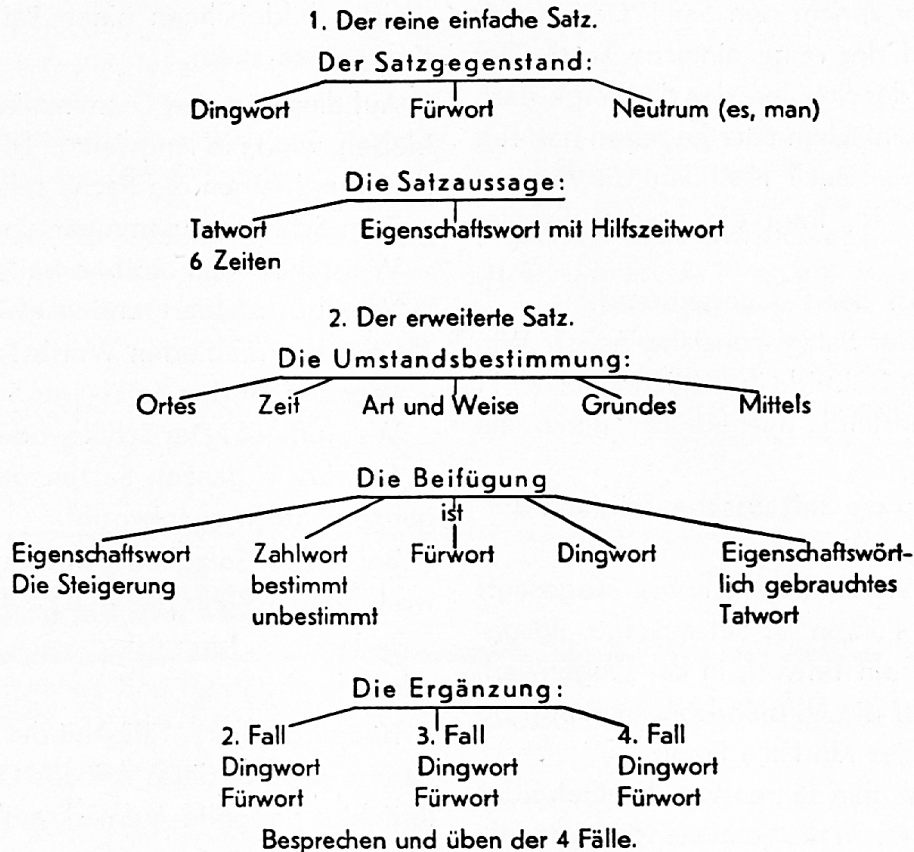 1. Der reine einfache Satz.
Der Satzgegenstand:
Dingwort Fürwort Neutrum (es, man)
Die Satzaussage:
Tatwort Eigenschaftswort mit Hilfszeitwort
6 Zeiten
2. Der erweiterte Satz.
Die Umstandsbestimmung:
Ortes Zeit Art und Weise Grundes Mittels
Die Beifügung
ist
Eigenschaftswort Zahlwort Fürwort Dingwort Eigenschaftswört-
Die Steigerung bestimmt lich gebrauchtes
unbestimmt Tatwort
Die Ergänzung:
2. Fall 3. Fall 4. Fall
Dingwort Dingwort Dingwort
Fürwort Fürwort Fürwort
Besprechen und üben der 4 Fälle.